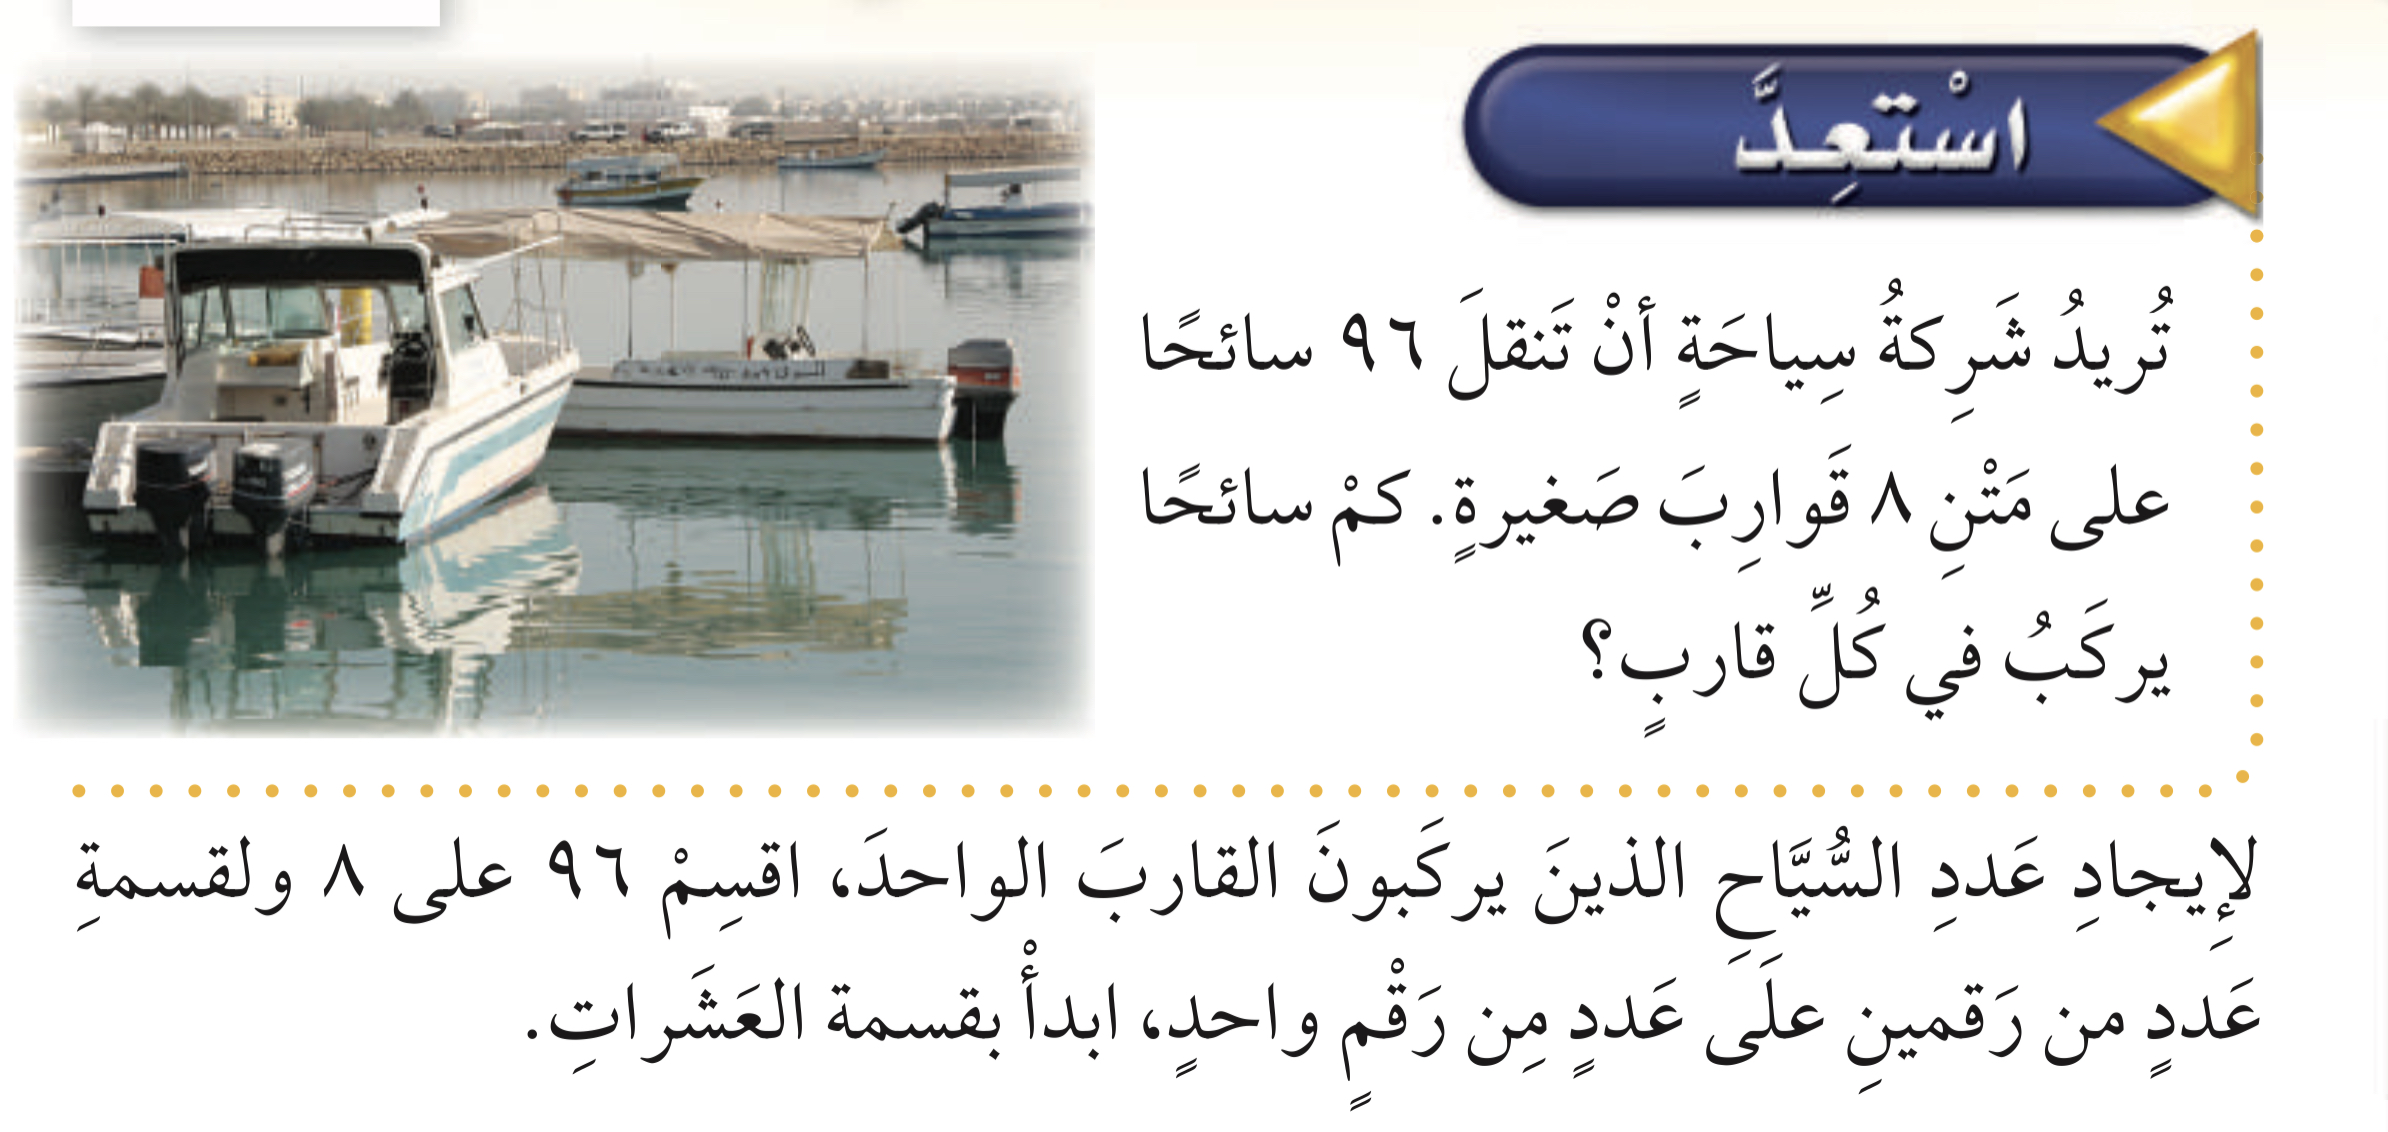 اسْتَعِدَّ
تُريدُ شَرِكةُ سِياحَةٍ أنْ تَنقلَ ٩٦ سائحًا
على مَتْنِ ٨ قَوارِبَ صَغيرةٍ. كمْ سائحًا
يركَبُ في كُلِّ قاربٍ؟
لإِيجادِ عَددِ السُّيَّاحِ الذينَ يركَبونَ القاربَ الواحدَ، اقسِمْ ٩٦ على ٨ ولقسمةِ
عَددٍ من رَقمينِ علَى عَددٍ مِن رَقْمٍ واحدٍ، ابدأْ بقسمة العَشَراتِ.